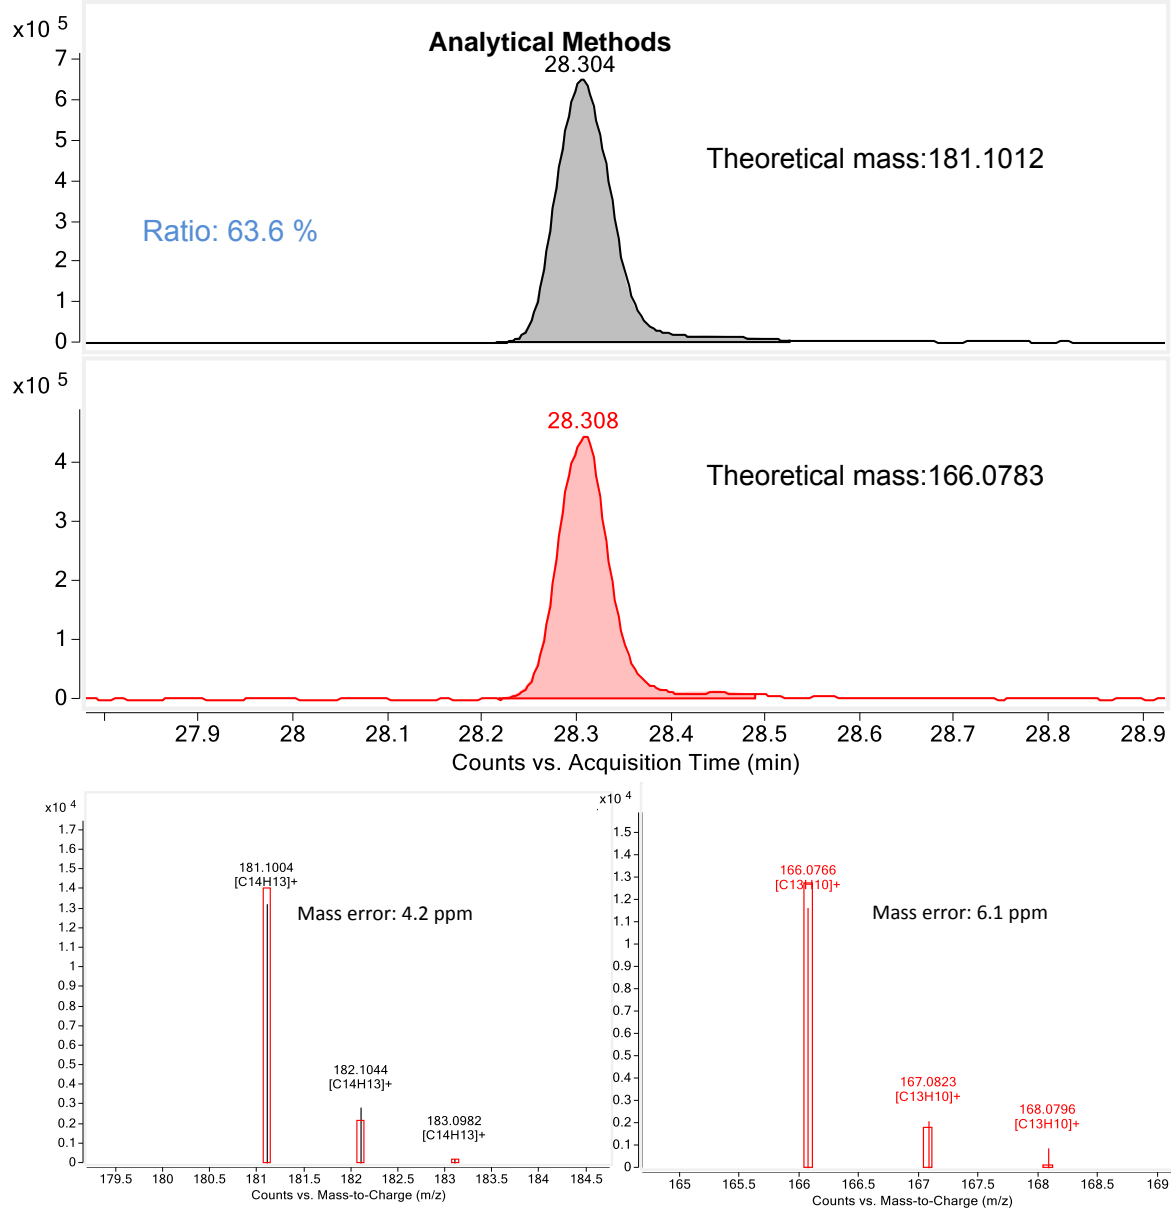 x10 5
Analytical Methods
28.304
7
6
5
4
3
2
1
0
Theoretical mass:181.1012
Ratio: 63.6 %
x10 5
28.308
4
3
2
1
0
Theoretical mass:166.0783
27.9 28 28.1 28.2 28.3 28.4 28.5 28.6 28.7 28.8 28.9
Counts vs. Acquisition Time (min)
x10 4
1.7
1.6
1.5
1.4
1.3
1.2
1.1
1
0.9
0.8
0.7
0.6
0.5
0.4
0.3
0.2
0.1
0
181.1004
[C14H13]+
Mass error: 4.2 ppm
182.1044
[C14H13]+
183.0982
[C14H13]+
179.5 180 180.5 181 181.5 182 182.5 183 183.5 184 184.5
Counts vs. Mass-to-Charge (m/z)
x10 4
1.5
1.4
1.3
1.2
1.1
1
0.9
0.8
0.7
0.6
0.5
0.4
0.3
0.2
0.1
0
166.0766
[C13H10]+
Mass error: 6.1 ppm
167.0823
[C13H10]+
168.0796
[C13H10]+
165 165.5 166 166.5 167 167.5 168 168.5 169
Counts vs. Mass-to-Charge (m/z)